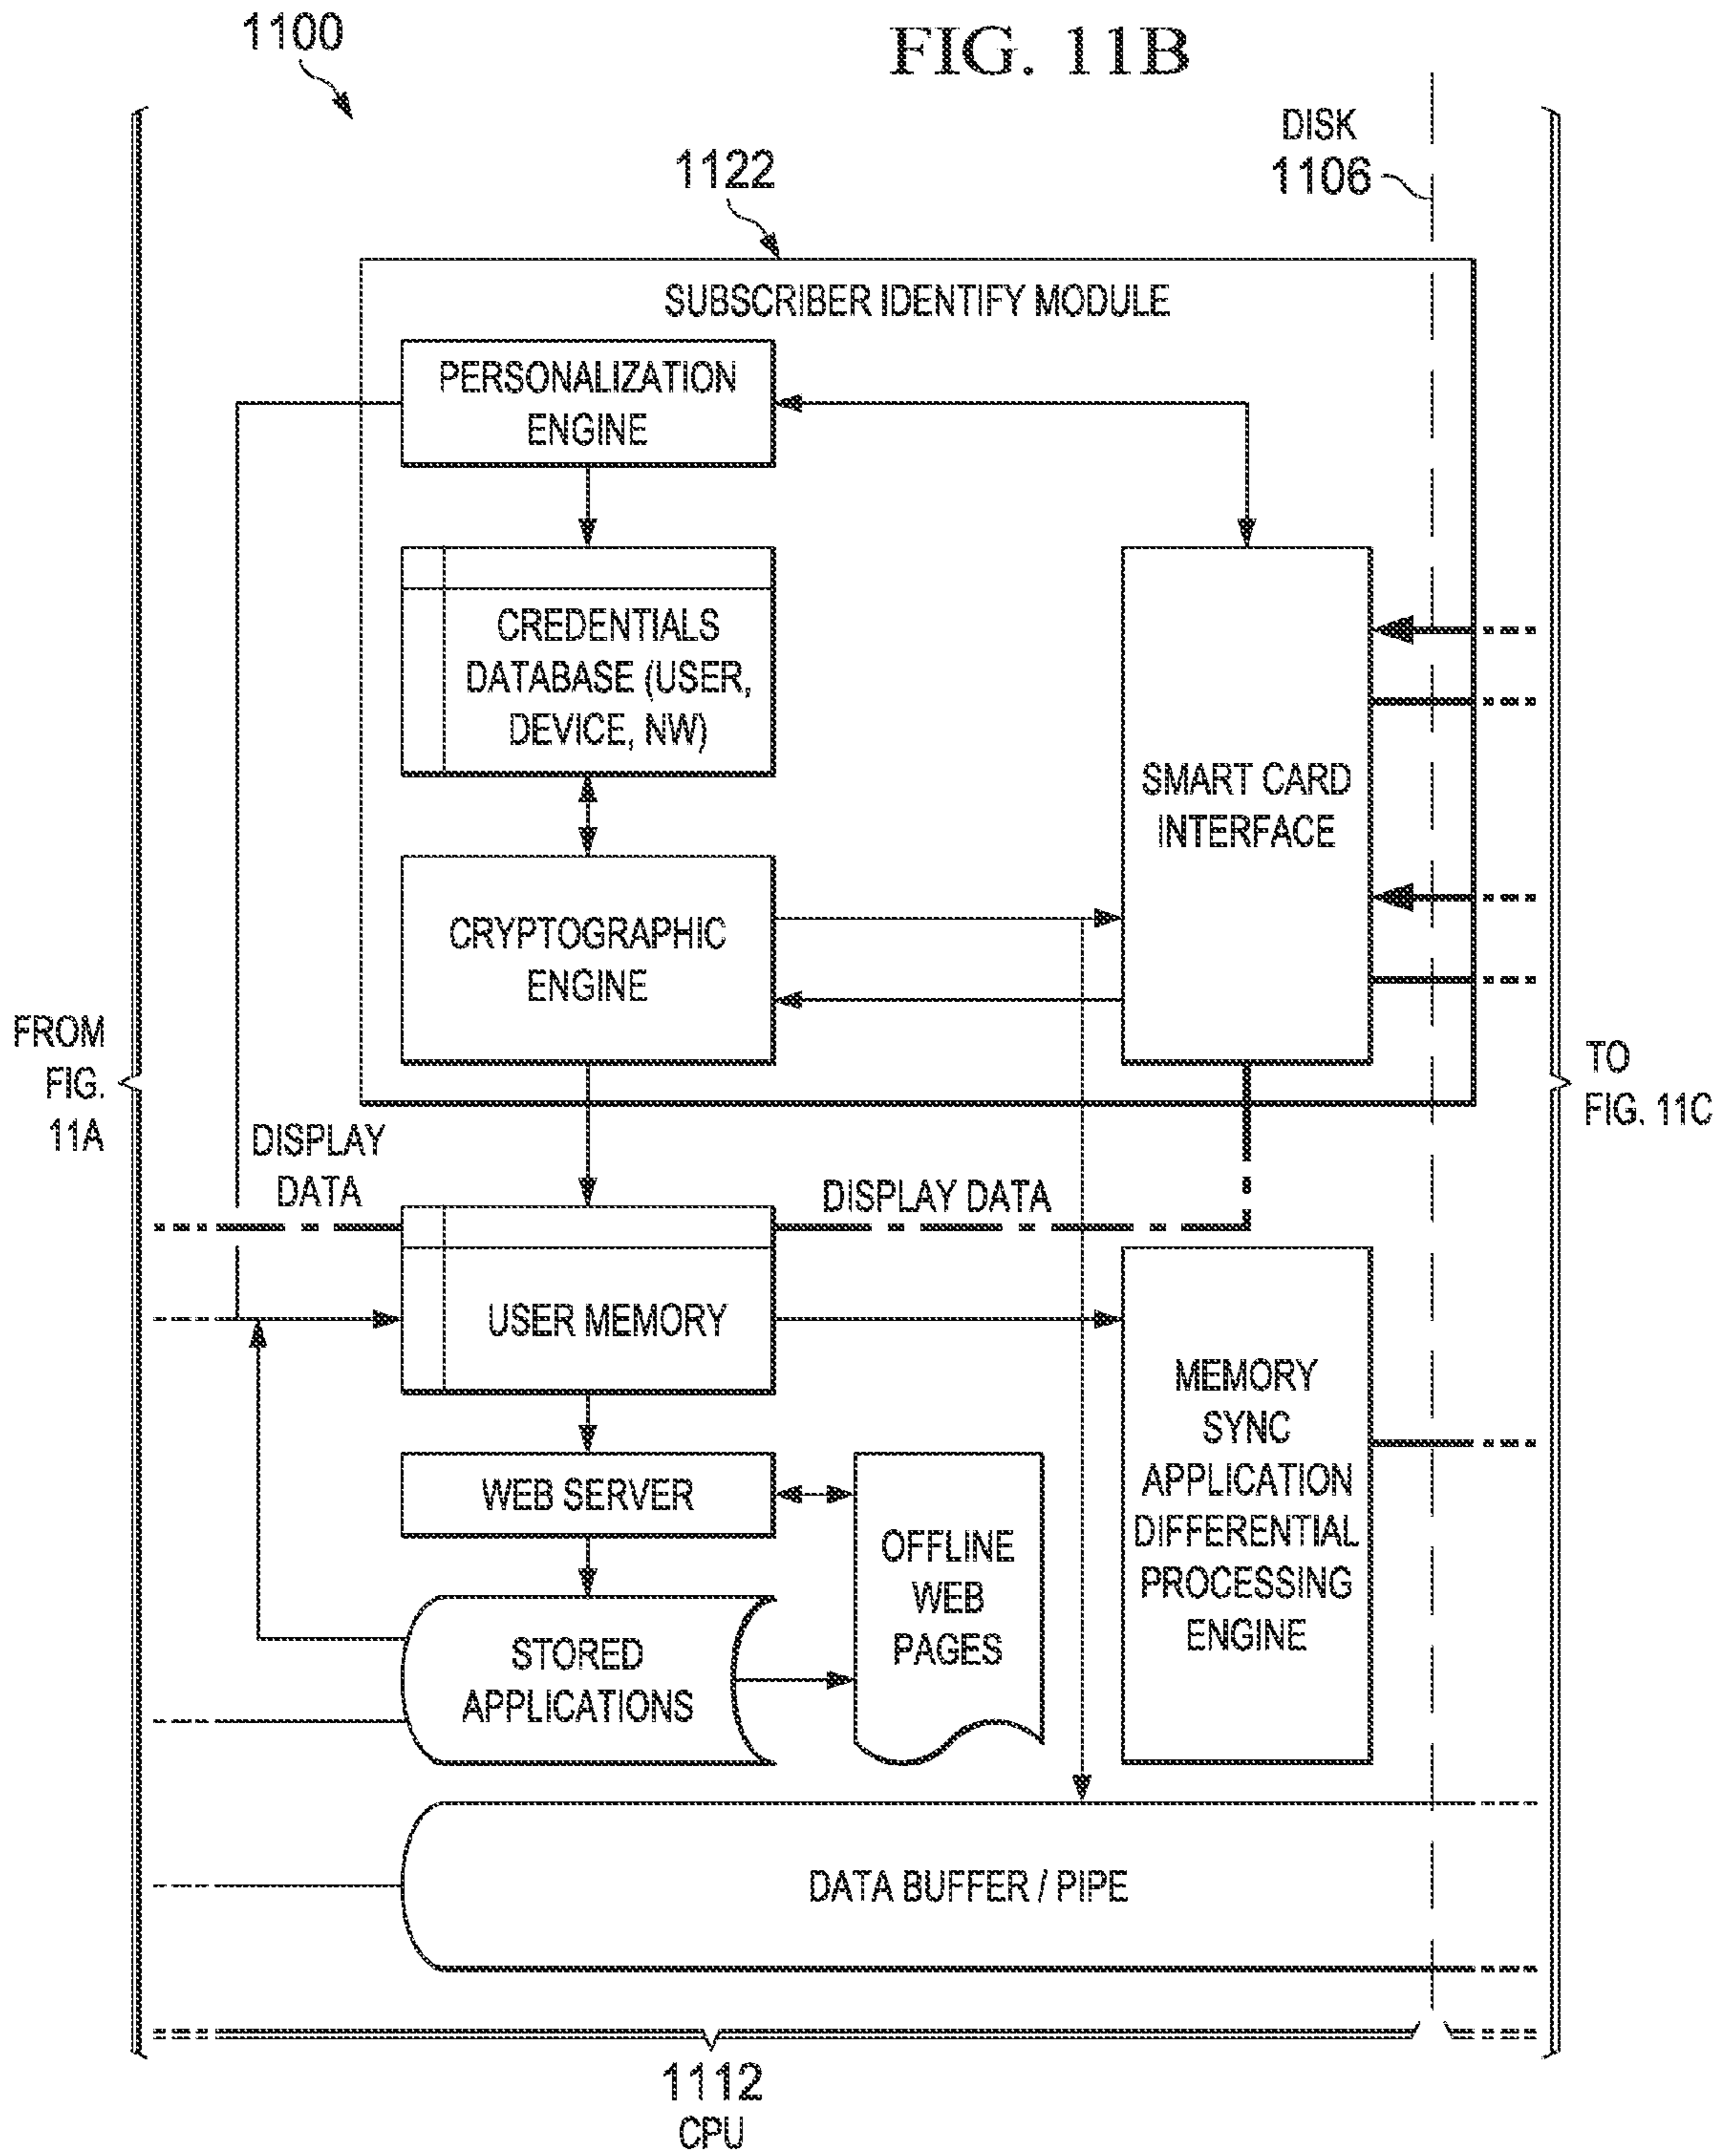 1100
FIG. 11B
DISK
1106
1122
SUBSCRIBER IDENTIFY MODULE
PERSONALIZATION
ENGINE
CREDENTIALS
DATABASE (USER,
DEVICE, NW)
SMART CARD
INTERFACE
CRYPTOGRAPHIC
ENGINE
FROM
FIG.
11A
TO
FIG. 11C
DISPLAY
DATA
DISPLAY DATA
USER MEMORY
MEMORY
SYNC
APPLICATION
DIFFERENTIAL
PROCESSING
ENGINE
WEB SERVER
OFFLINE
WEB
PAGES
STORED
APPLICATIONS
DATA BUFFER / PIPE
1112
CPU